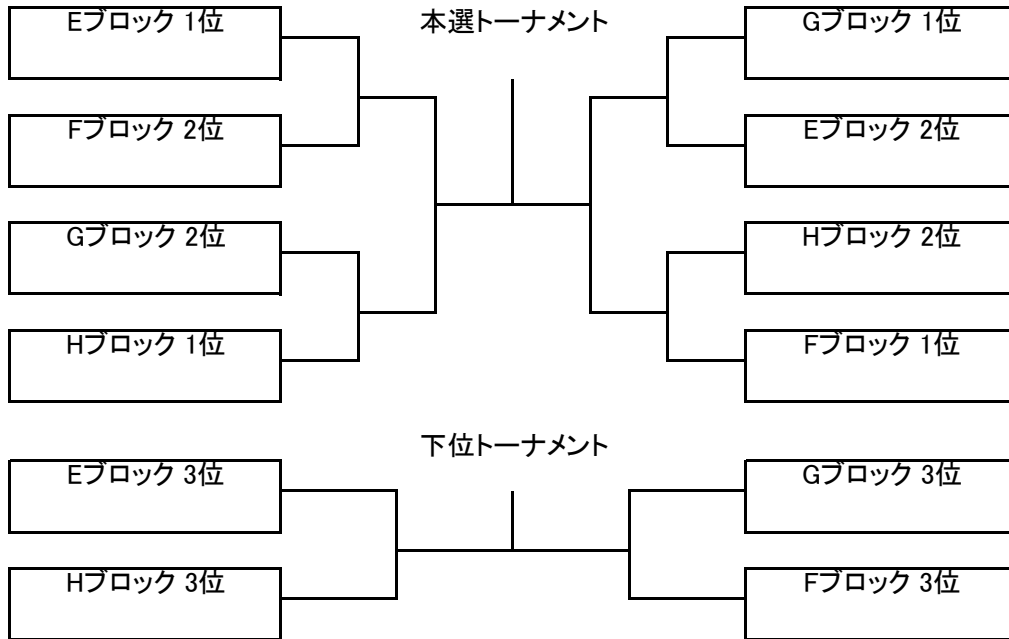 本選トーナメント
Eブロック 1位
Gブロック 1位
Fブロック 2位
Eブロック 2位
Gブロック 2位
Hブロック 2位
Hブロック 1位
Fブロック 1位
下位トーナメント
Eブロック 3位
Gブロック 3位
Hブロック 3位
Fブロック 3位